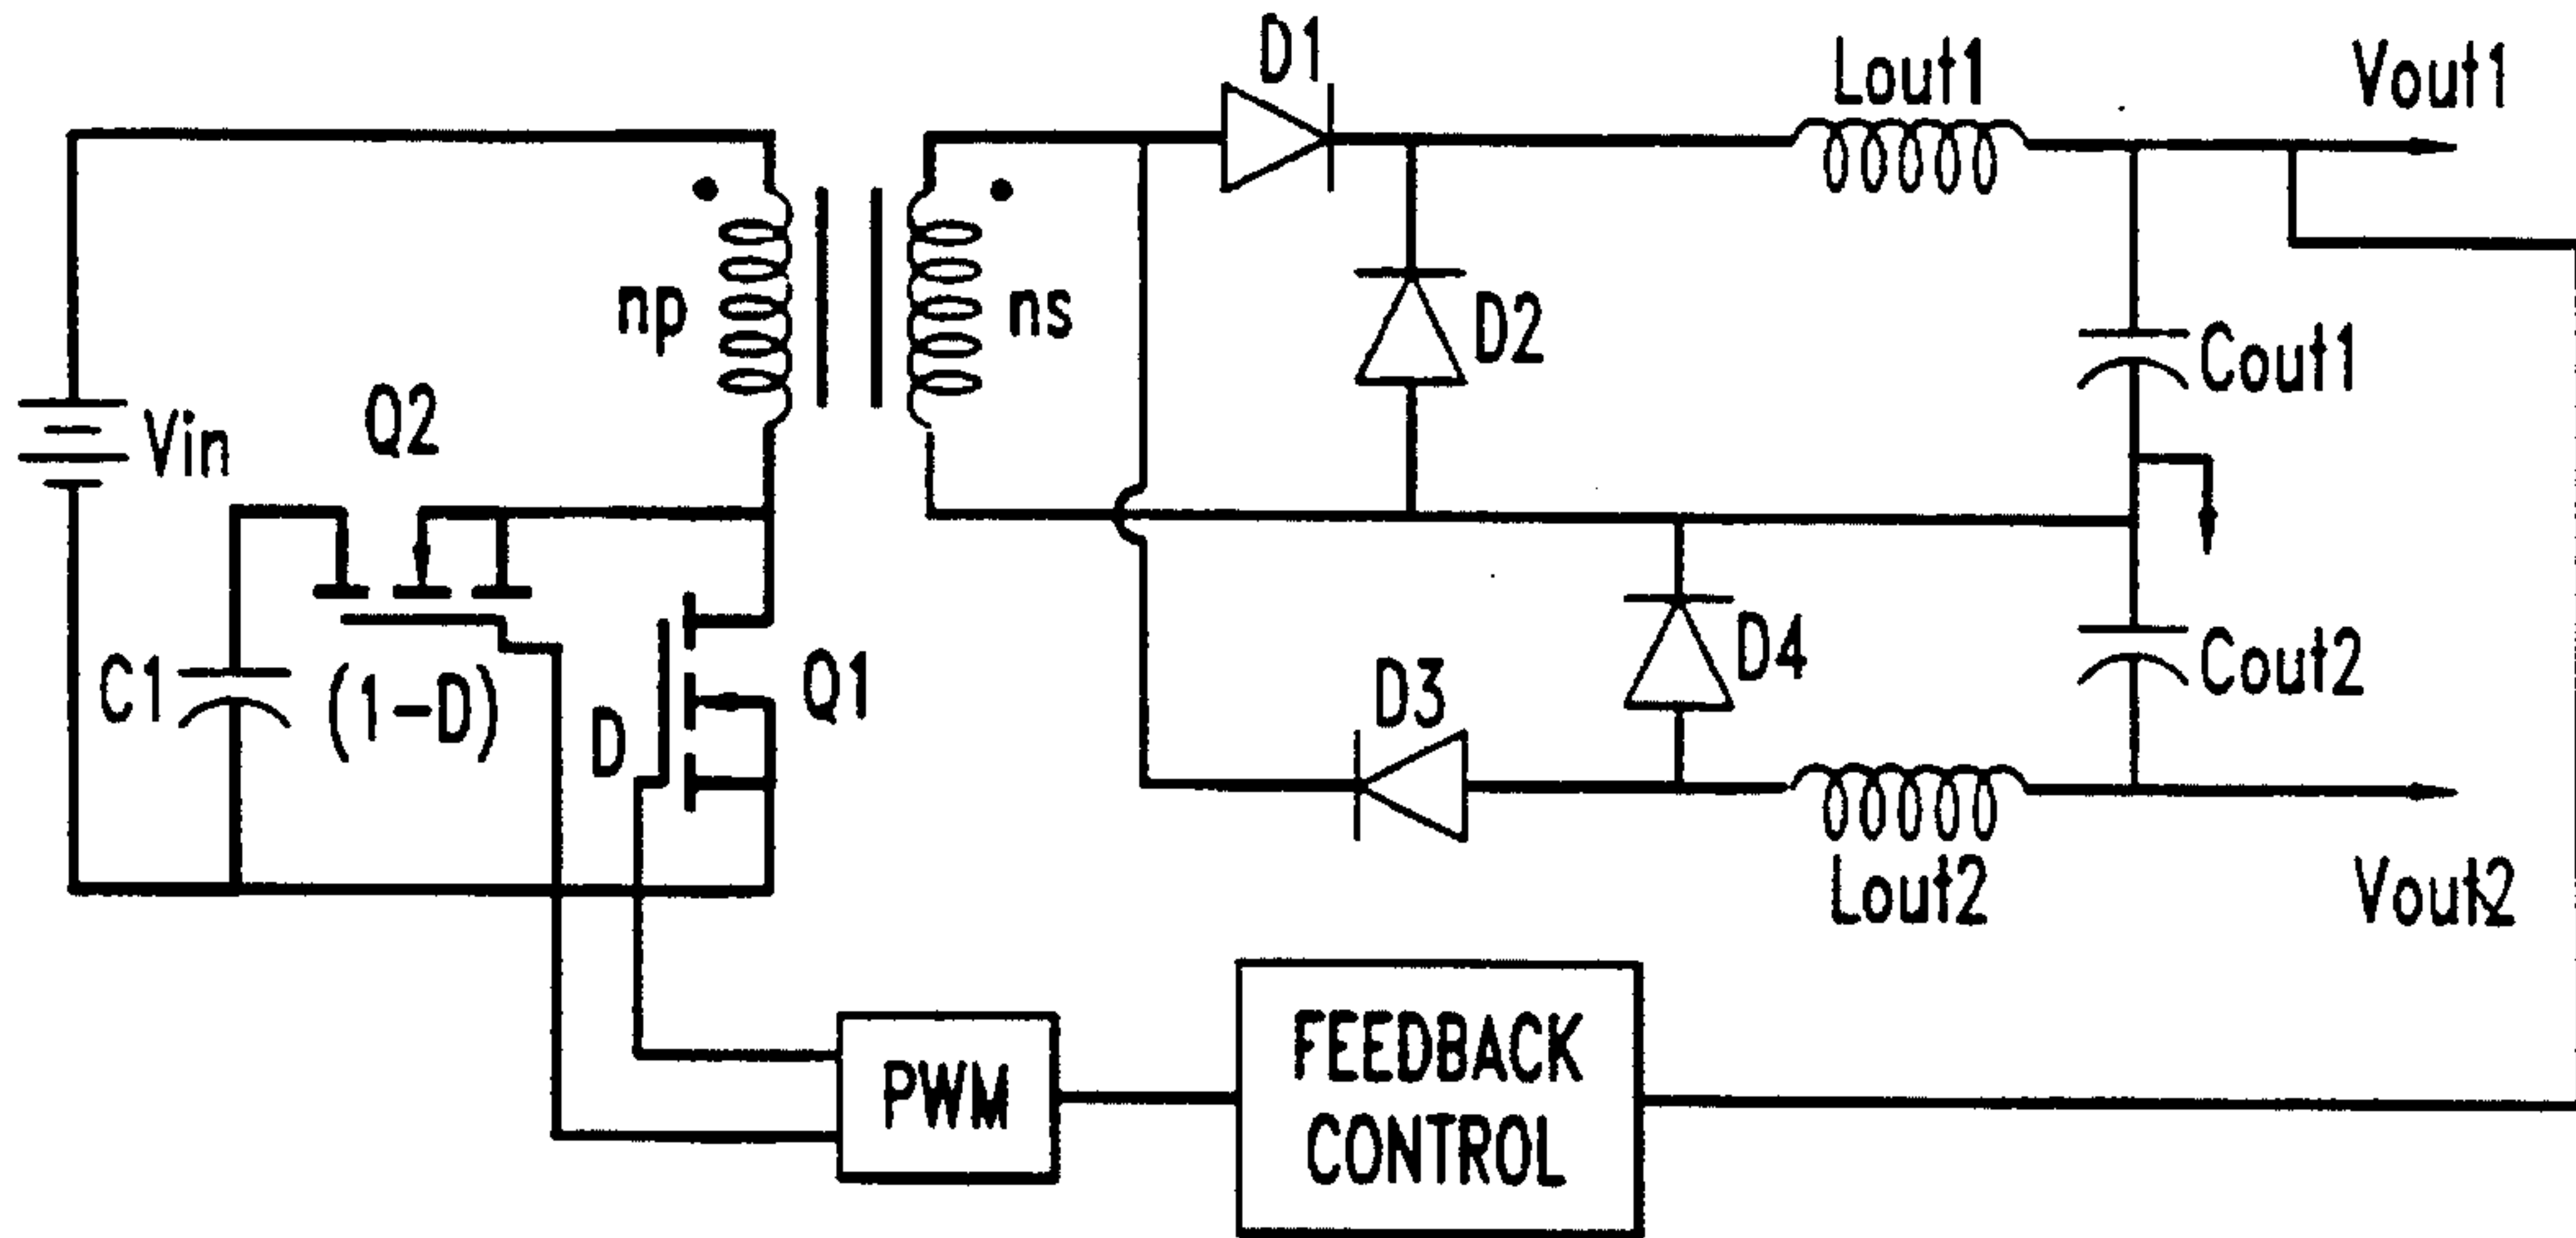 D1
Lout1
Vout1
np
ns
D2
Cout1
Vin
Q2
C1
(1-D)
D
Q1
D3
D4
Cout2
Lout2
Vout2
PWM
FEEDBACK
CONTROL